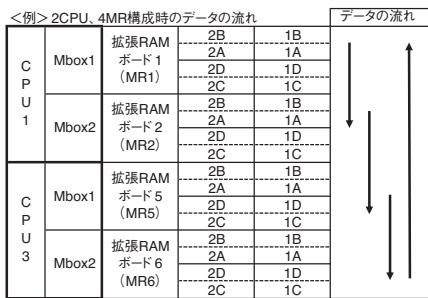 <例> 2CPU、4MR構成時のデータの流れ
データの流れ
CPU1
Mbox1
拡張RAM
ボード1
(MR1)
2B 1B
2A 1A
2D 1D
2C 1C
Mbox2
拡張RAM
ボード2
(MR2)
2B 1B
2A 1A
2D 1D
2C 1C
CPU3
Mbox1
拡張RAM
ボード5
(MR5)
2B 1B
2A 1A
2D 1D
2C 1C
Mbox2
拡張RAM
ボード6
(MR6)
2B 1B
2A 1A
2D 1D
2C 1C